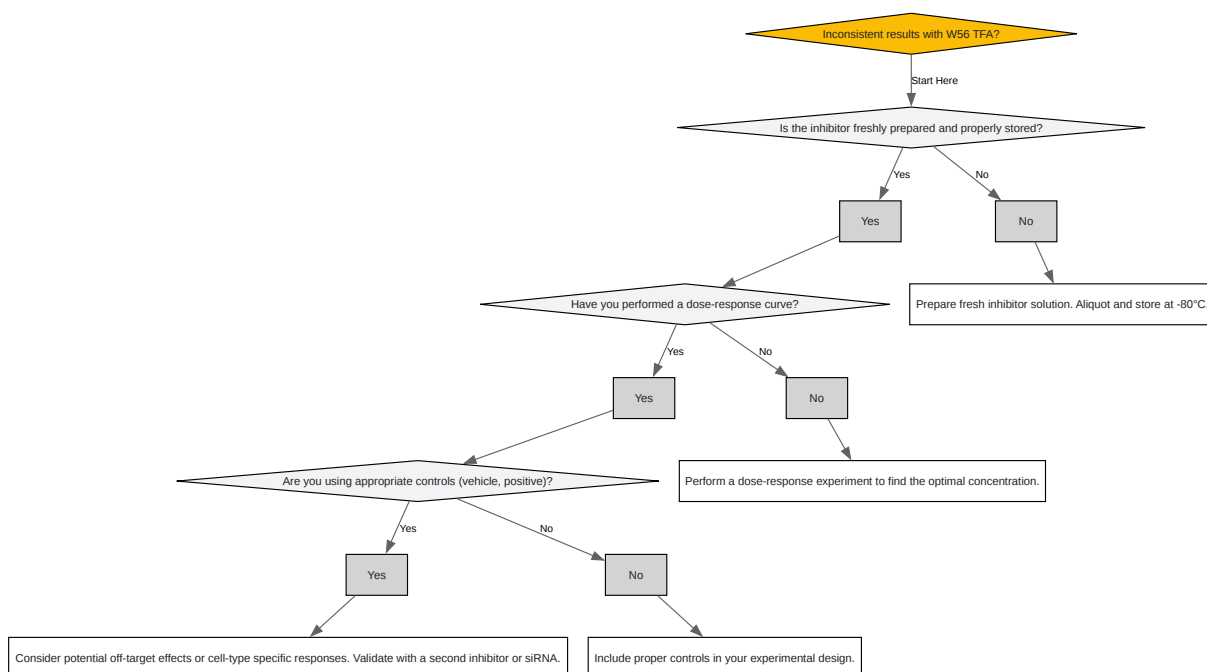 Inconsistent results with W56 TFA?
Start Here
Is the inhibitor freshly prepared and properly stored?
Yes
No
Yes
No
Have you performed a dose-response curve?
Prepare fresh inhibitor solution. Aliquot and store at -80°C.
Yes
No
Yes
No
Are you using appropriate controls (vehicle, positive)?
Perform a dose-response experiment to find the optimal concentration.
Yes
No
Yes
No
Consider potential off-target effects or cell-type specific responses. Validate with a second inhibitor or siRNA.
Include proper controls in your experimental design.